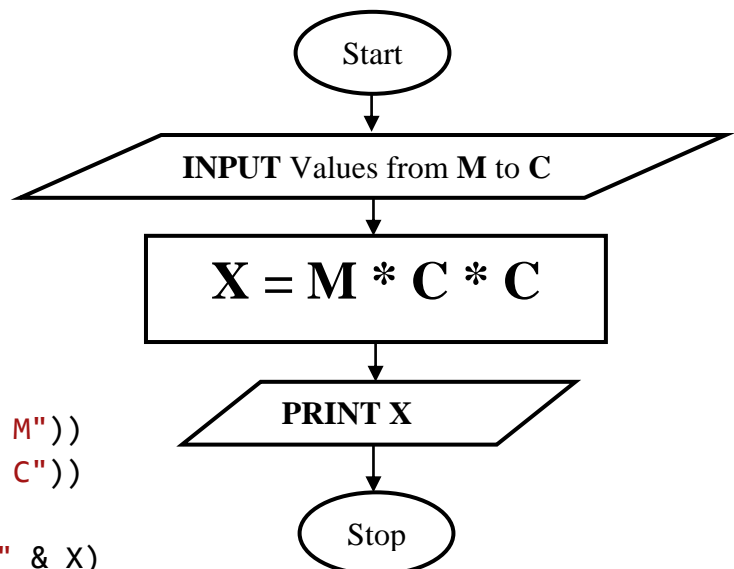 Start
INPUT Values from M to C
X = M * C * C
M"))
PRINT X
C"))
Stop
" & X)